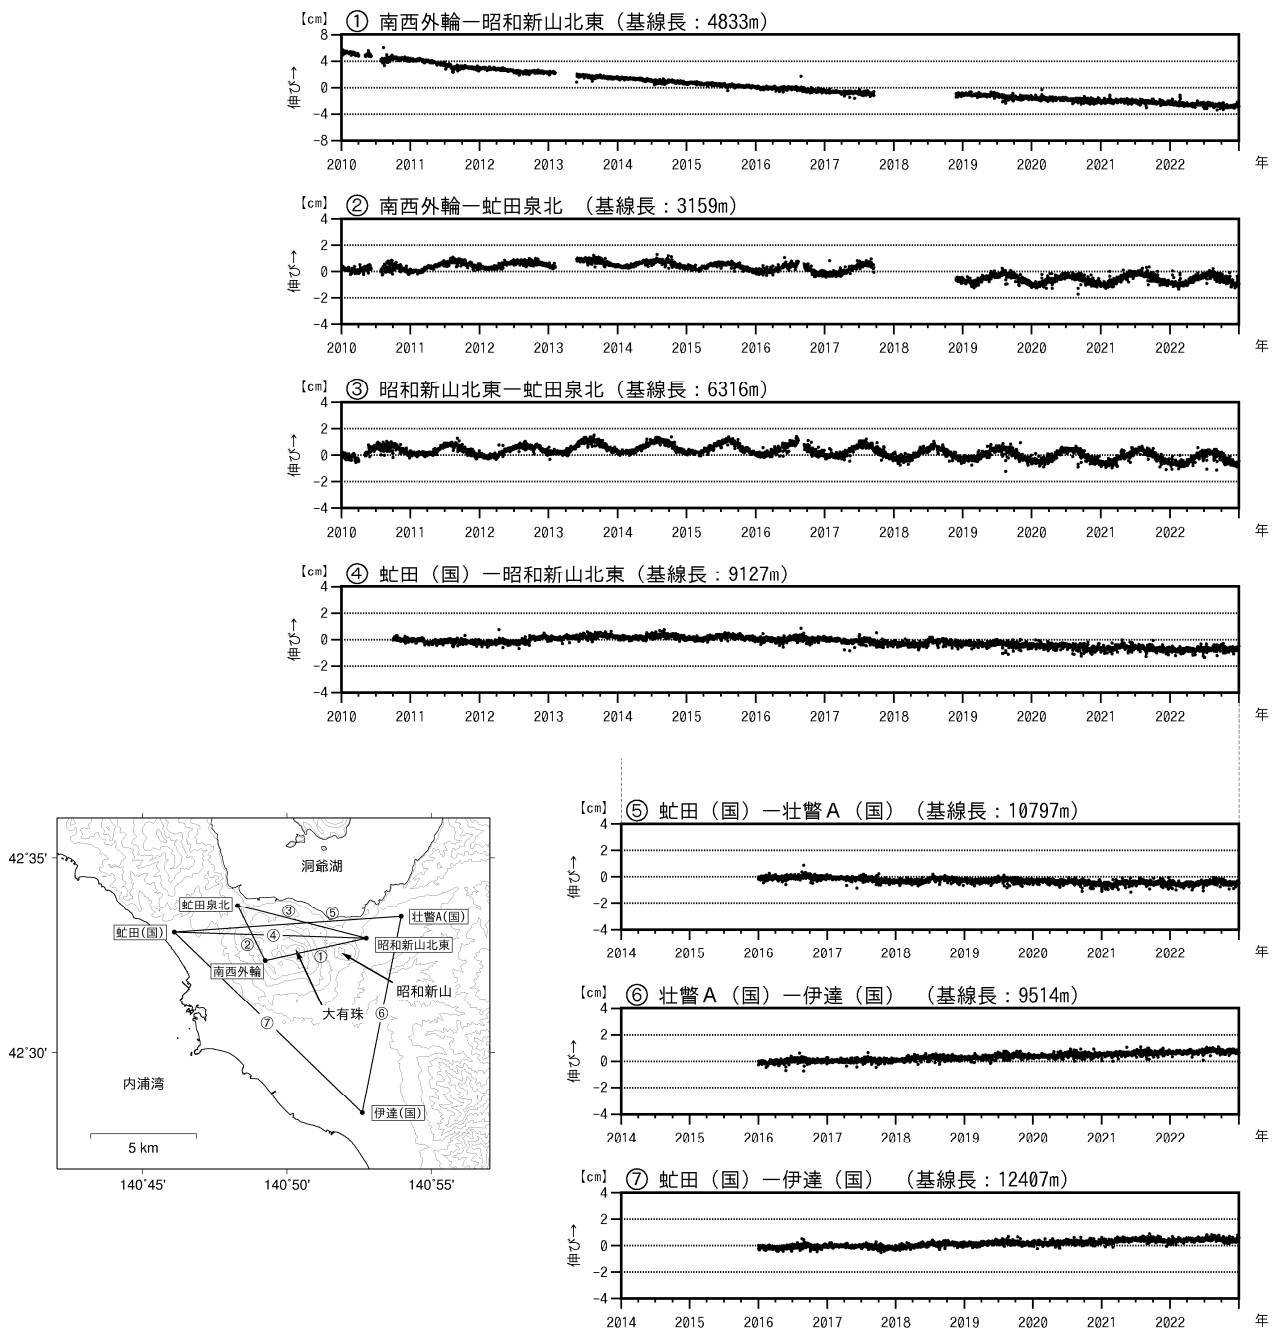 【cm】 ① 南西外輪―昭和新山北東（基線長：4833m）
8
4
0
-4
-8
伸び→
2010 2011 2012 2013 2014 2015 2016 2017 2018 2019 2020 2021 2022 年
【cm】 ② 南西外輪―虻田泉北 （基線長：3159m）
4
2
0
-2
-4
伸び→
2010 2011 2012 2013 2014 2015 2016 2017 2018 2019 2020 2021 2022 年
【cm】 ③ 昭和新山北東―虻田泉北（基線長：6316m）
4
2
0
-2
-4
伸び→
2010 2011 2012 2013 2014 2015 2016 2017 2018 2019 2020 2021 2022 年
【cm】 ④ 虻田（国）―昭和新山北東（基線長：9127m）
4
2
0
-2
-4
伸び→
2010 2011 2012 2013 2014 2015 2016 2017 2018 2019 2020 2021 2022 年
【cm】 ⑤ 虻田（国）―壮瞥A（国）（基線長：10797m）
4
2
0
-2
-4
伸び→
【cm】 ⑥ 壮瞥A（国）―伊達（国） （基線長：9514m）
4
2
0
-2
-4
伸び→
2014 2015 2016 2017 2018 2019 2020 2021 2022 年
【cm】 ⑦ 虻田（国）―伊達（国） （基線長：12407m）
4
2
0
-2
-4
伸び→
2014 2015 2016 2017 2018 2019 2020 2021 2022 年
42°35'
42°30'
洞爺湖
虻田泉北
③
⑤
壮瞥A(国)
虻田(国)
④
②
昭和新山北東
①
南西外輪
昭和新山
大有珠
⑥
⑦
内浦湾
伊達(国)
5 km
140°45' 140°50' 140°55'